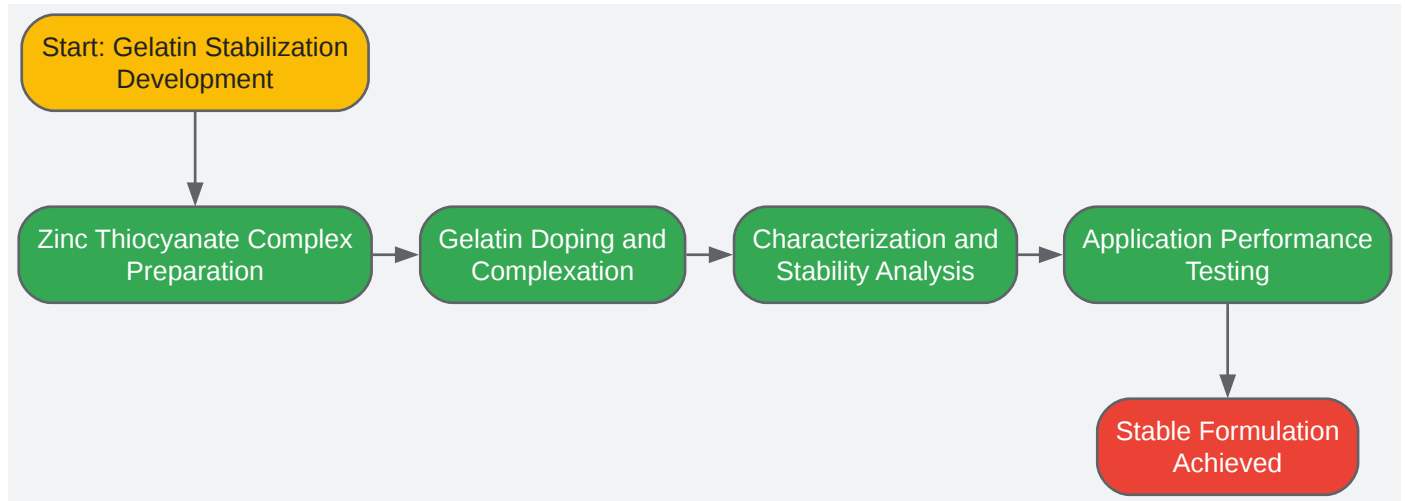 Start: Gelatin Stabilization
Development
Zinc Thiocyanate Complex
Preparation
Gelatin Doping and
Complexation
Characterization and
Stability Analysis
Application Performance
Testing
Stable Formulation
Achieved